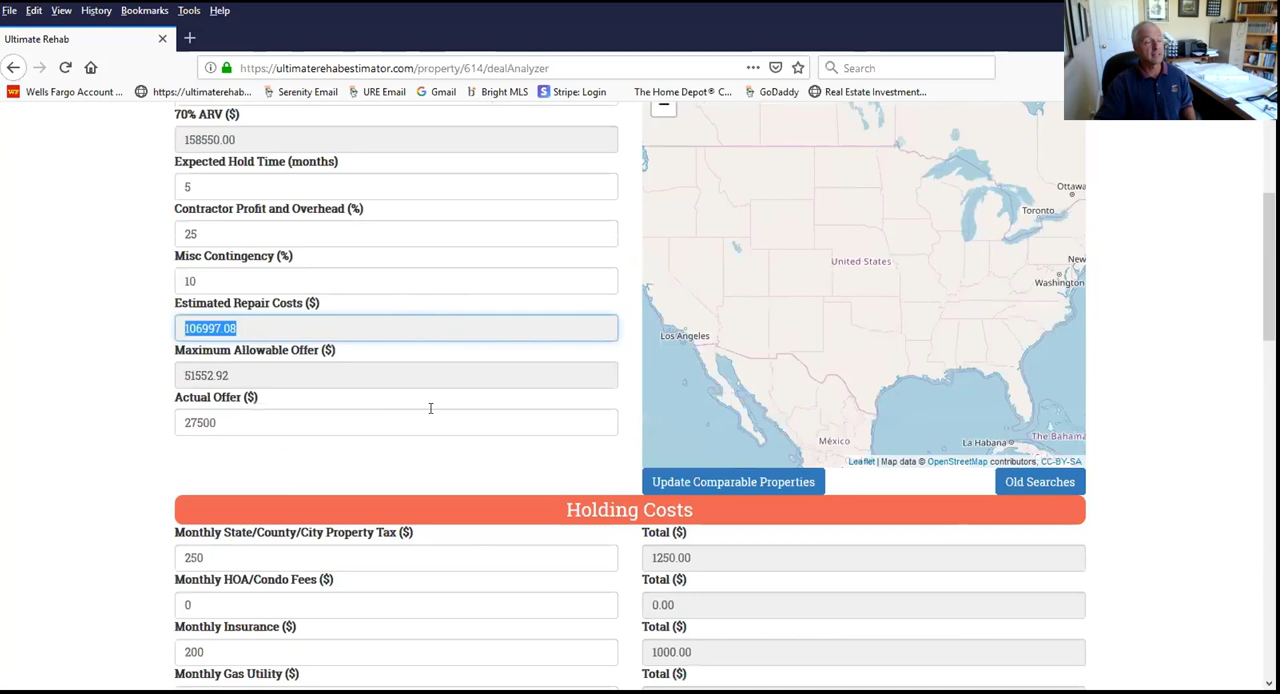 File Edit View History Bookmarks Tools Help
Ultimate Rehab
https://ultimaterehabestimator.com/property/614/dealAnalyzer
Search
Wells Fargo Account ... https://ultimaterehab... Serenity Email URE Email Gmail Bright MLS Stripe: Login The Home Depot® C... GoDaddy Real Estate Investment...
70% ARV ($)
158550.00
Expected Hold Time (months)
5
Contractor Profit and Overhead (%)
25
Misc Contingency (%)
10
Estimated Repair Costs ($)
106997.08
Maximum Allowable Offer ($)
51552.92
Actual Offer ($)
27500
Ottawa
Toronto
New
United States
Washington
Los Angeles
México
La Habana
The Bahama
Leaflet | Map data © OpenStreetMap contributors, CC-BY-SA
Update Comparable Properties Old Searches
Holding Costs
Monthly State/County/City Property Tax ($) Total ($)
250 1250.00
Monthly HOA/Condo Fees ($) Total ($)
0 0.00
Monthly Insurance ($) Total ($)
200 1000.00
Monthly Gas Utility ($) Total ($)